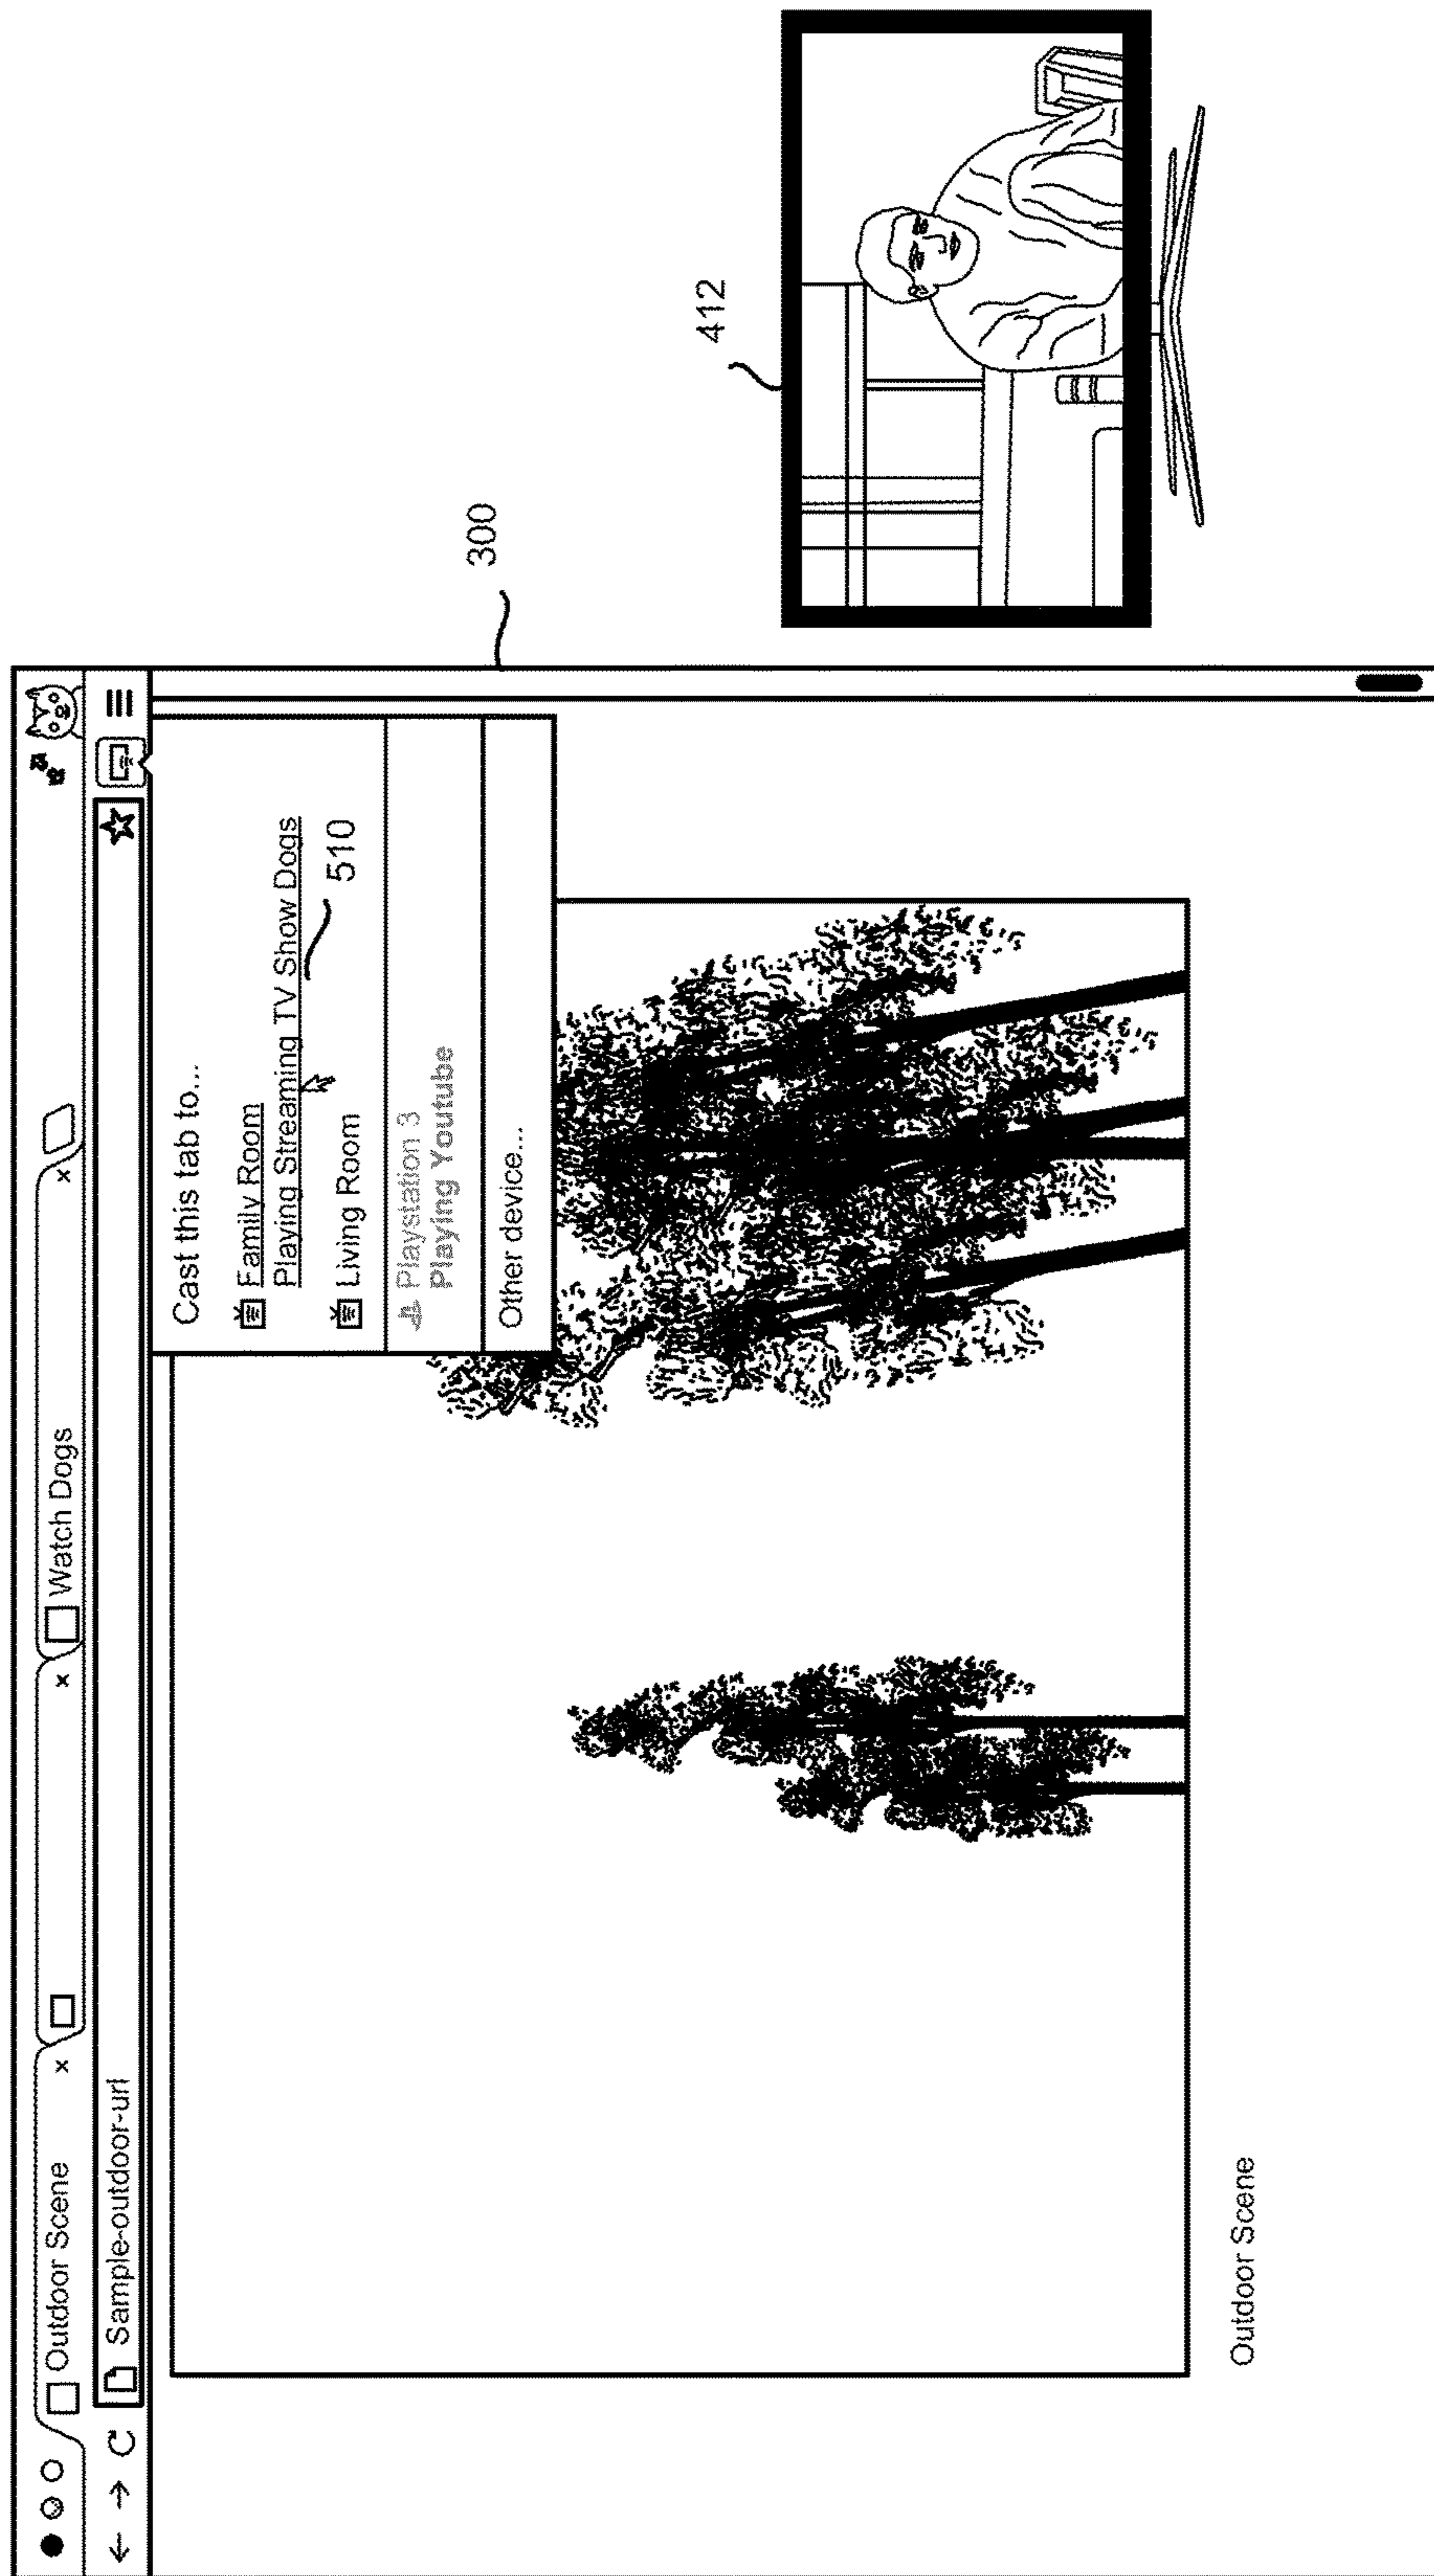 Outdoor Scene x
x
Watch Dogs x
Sample-outdoor-url
Cast this tab to...
Family Room
Playing Streaming TV Show Dogs
510
Living Room
Playstation 3
Playing Youtube
Other device...
300
412
Outdoor Scene